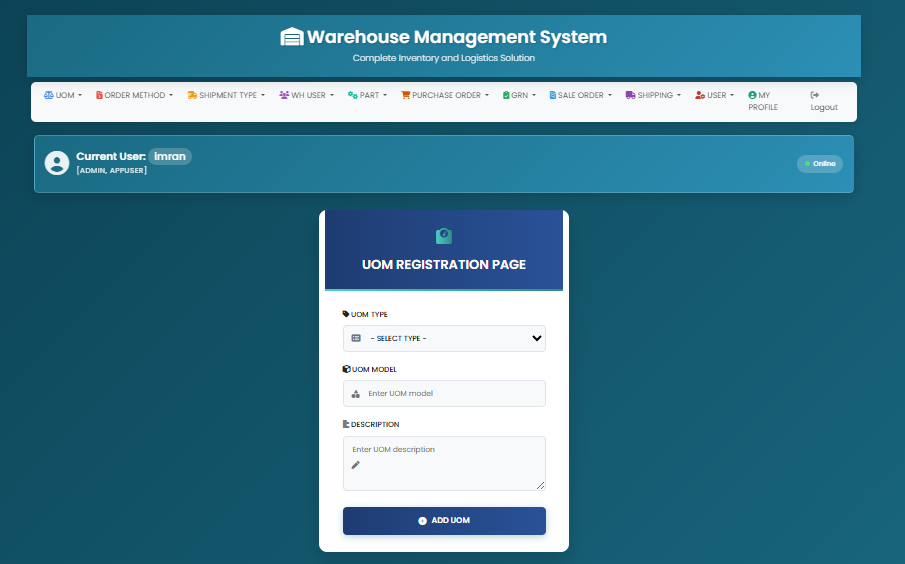 Warehouse Management System
Complete Inventory and Logistics Solution
UOM ORDER METHOD SHIPMENT TYPE WH USER PART PURCHASE ORDER GRN SALE ORDER SHIPPING USER MY PROFILE Logout
Current User: imran
[ADMIN, APPUSER]
Online
UOM REGISTRATION PAGE
UOM TYPE
- SELECT TYPE -
UOM MODEL
Enter UOM model
DESCRIPTION
Enter UOM description
ADD UOM